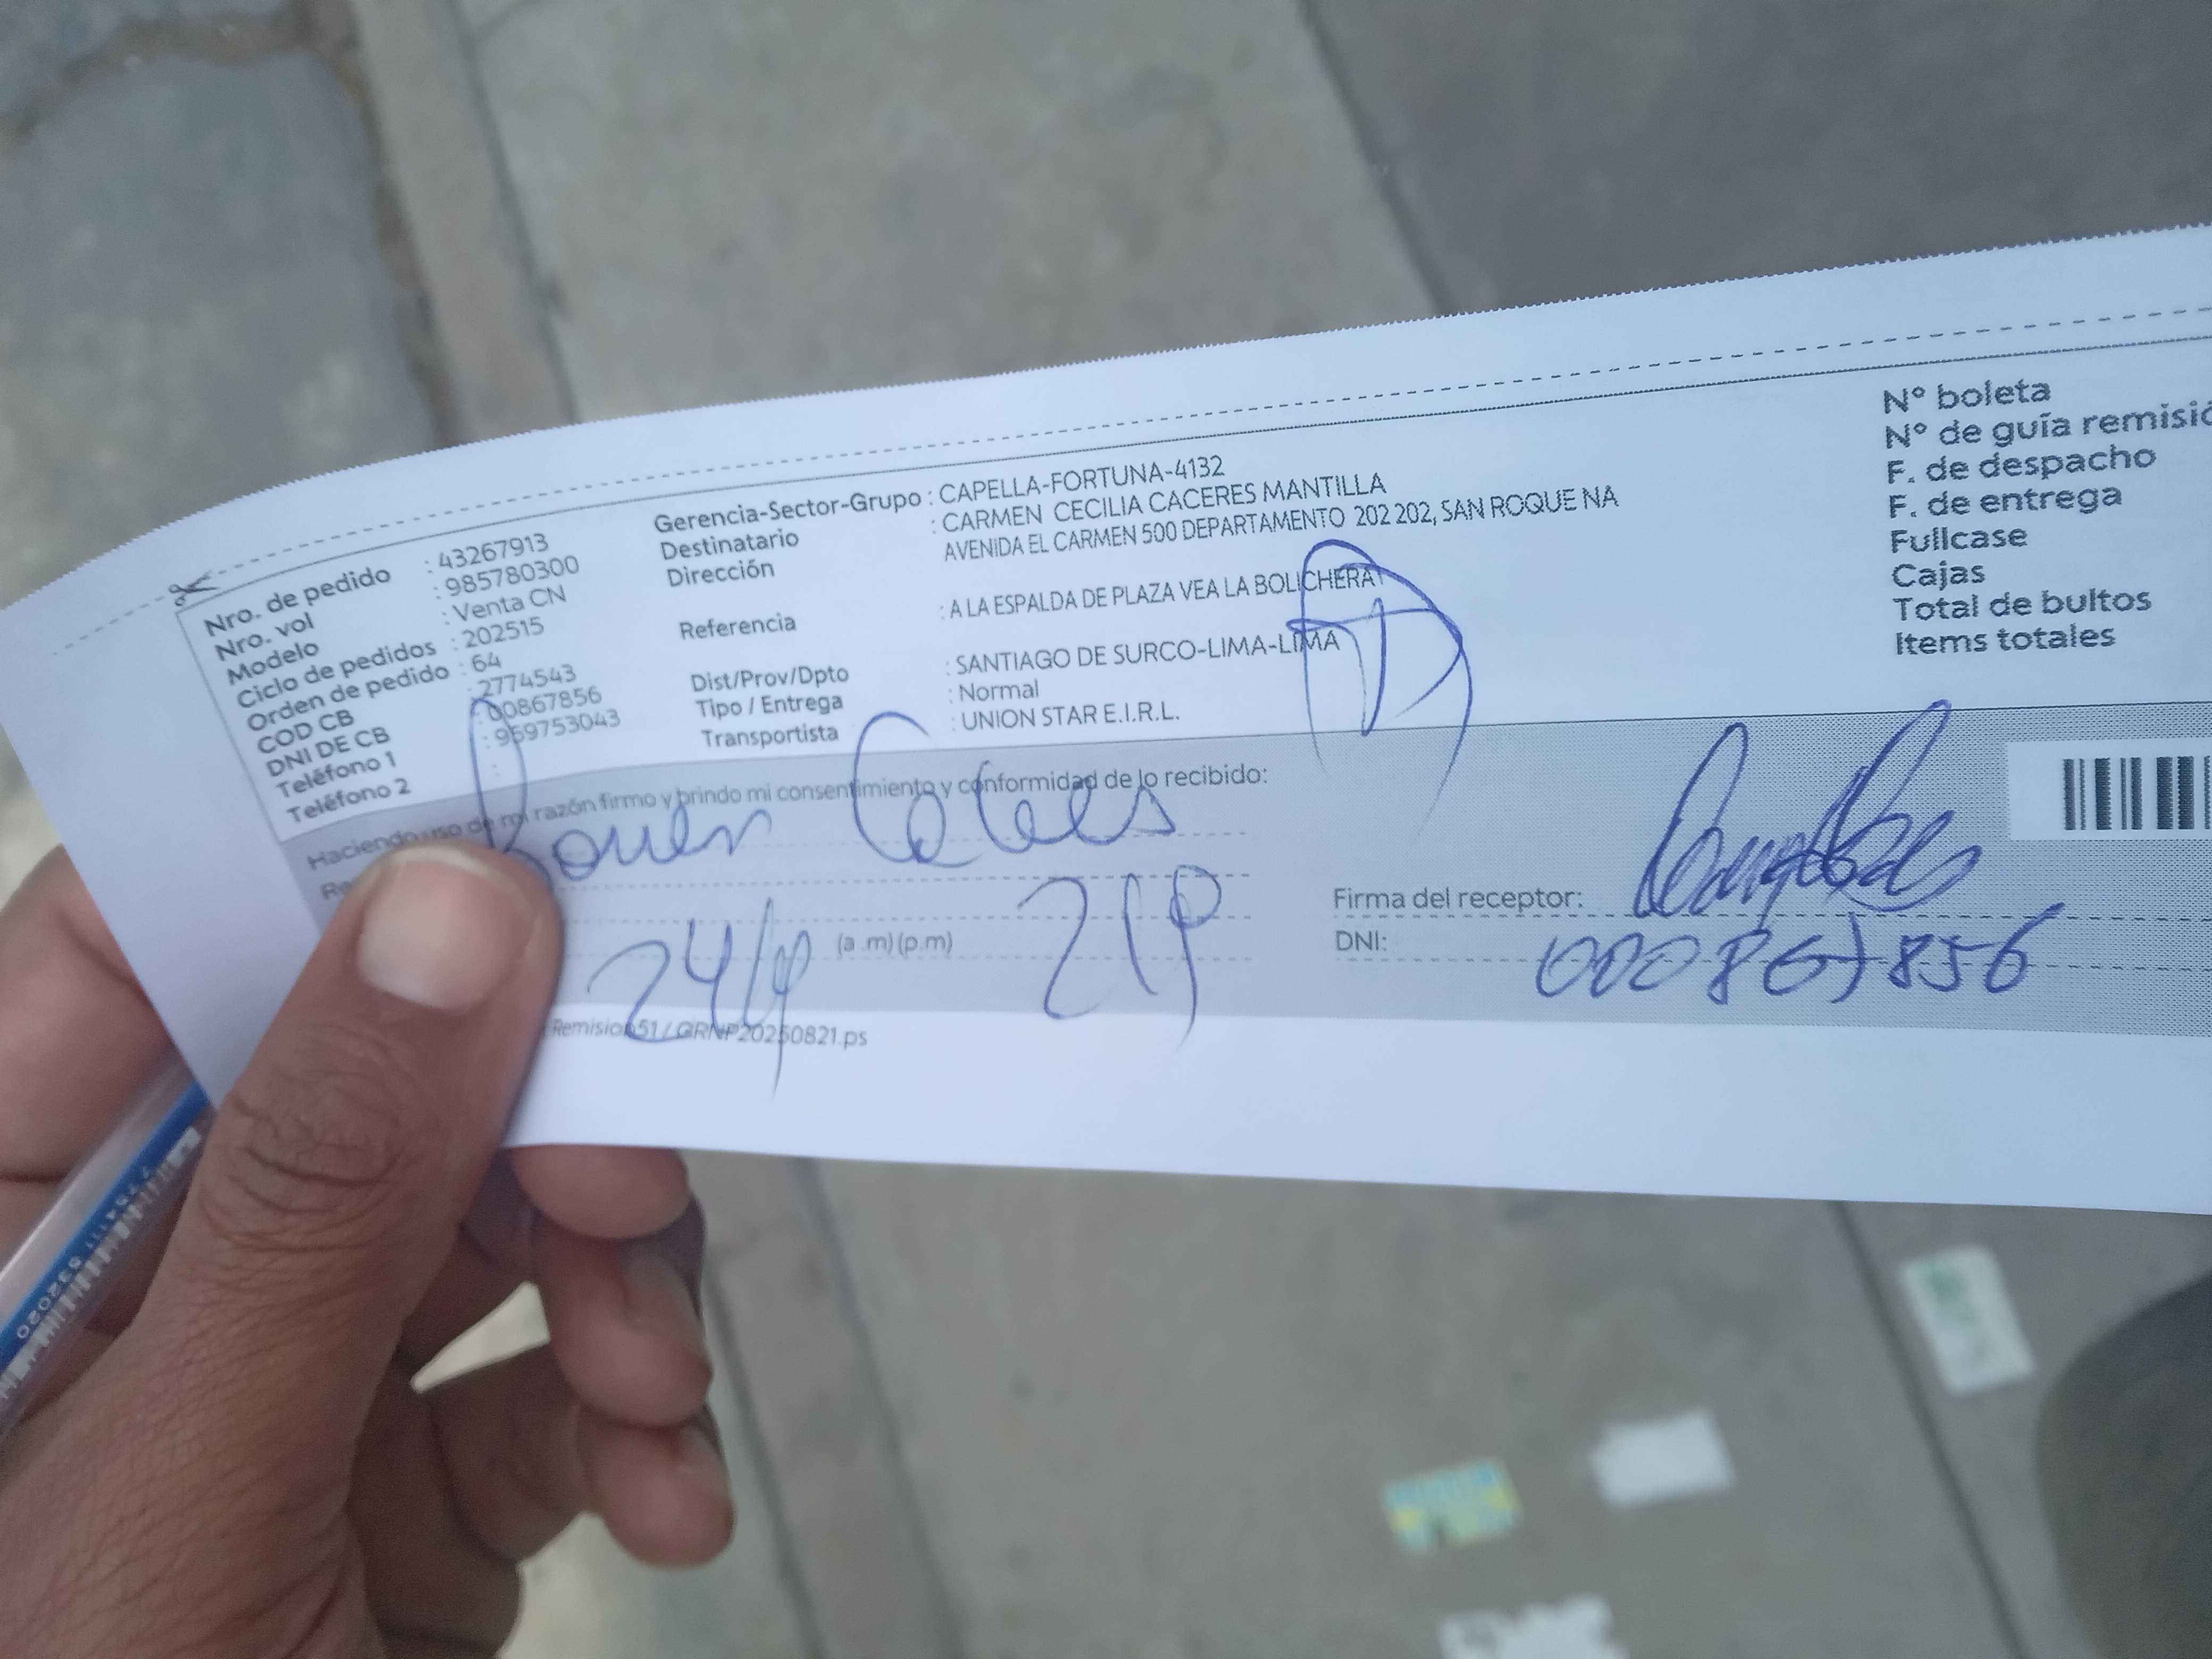 Nro. de pedido : 43267913
Nro. vol : 985780300
Modelo : Venta CN
Ciclo de pedidos : 202515
Orden de pedido : 64
COD CB : 2774543
DNI DE CB : 00867856
Teléfono 1 : 959753043
Teléfono 2 :
Gerencia-Sector-Grupo : CAPELLA-FORTUNA-4132
Destinatario : CARMEN CECILIA CACERES MANTILLA
Dirección AVENIDA EL CARMEN 500 DEPARTAMENTO 202 202, SAN ROQUE NA
Referencia : A LA ESPALDA DE PLAZA VEA LA BOLICHERA
Dist/Prov/Dpto : SANTIAGO DE SURCO-LIMA-LIMA
Tipo / Entrega : Normal
Transportista : UNION STAR E.I.R.L.
Nº boleta
Nº de guía remisió
F. de despacho
F. de entrega
Fullcase
Cajas
Total de bultos
Items totales
Haciendo uso de mi razón firmo y brindo mi consentimiento y conformidad de lo recibido:
Re
(a .m) (p.m)
Firma del receptor:
DNI: 000867856
Remision51 / GRNP20250821.ps